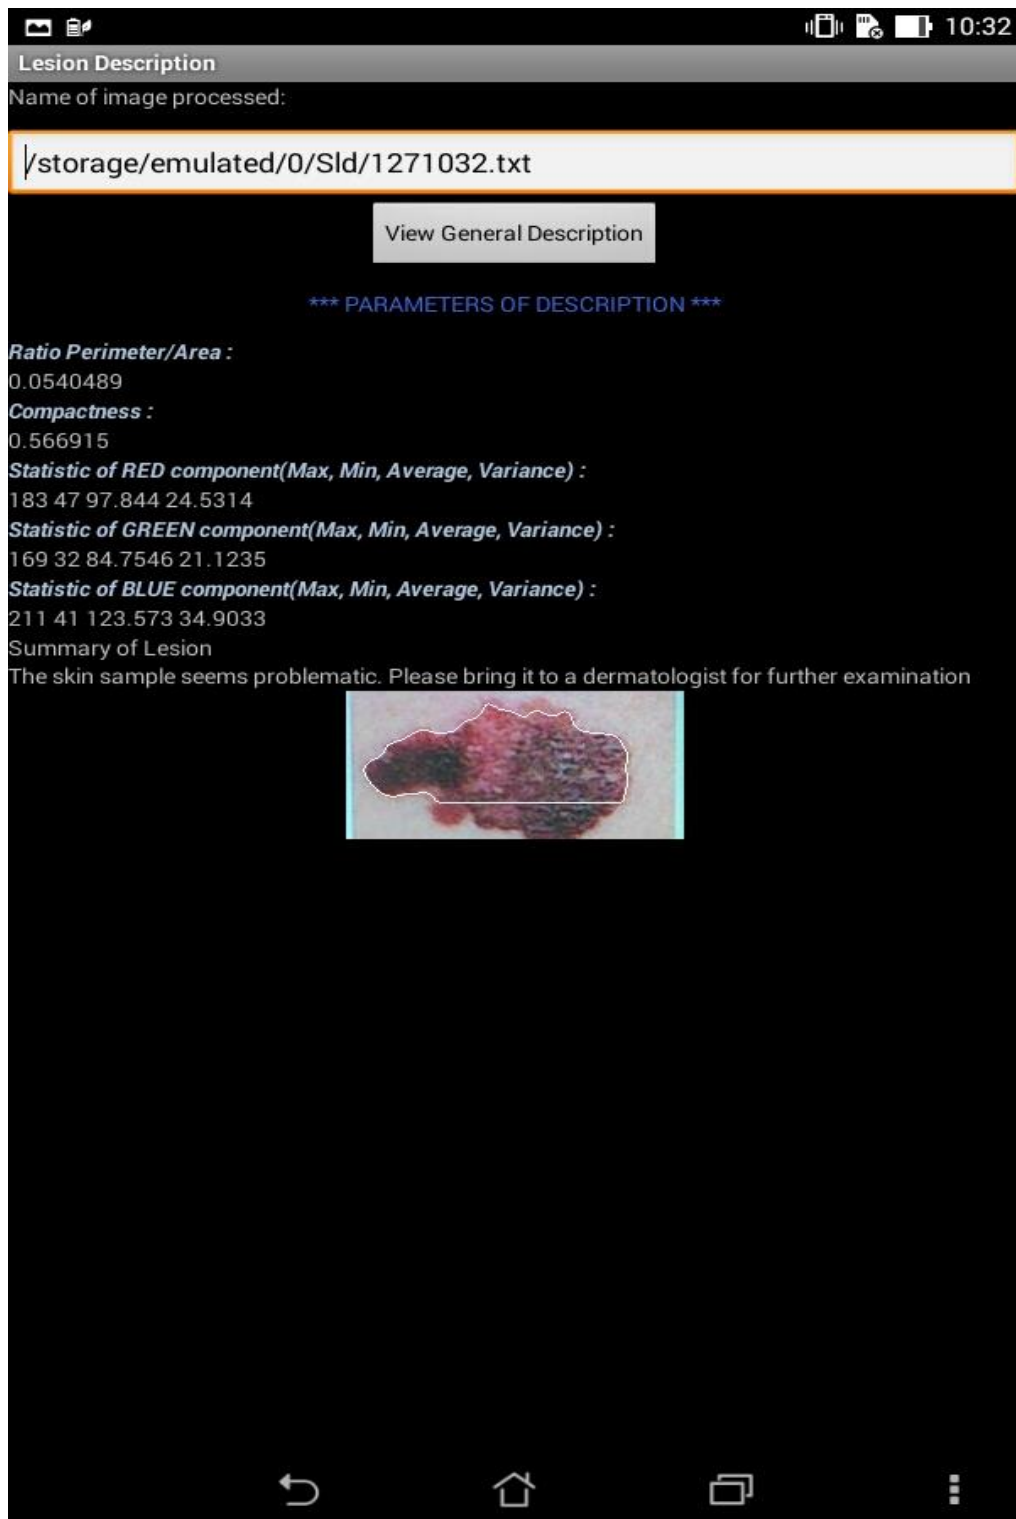 10:32
Lesion Description
Name of image processed:
/storage/emulated/0/Sld/1271032.txt
View General Description
*** PARAMETERS OF DESCRIPTION ***
Ratio Perimeter/Area :
0.0540489
Compactness :
0.566915
Statistic of RED component(Max, Min, Average, Variance) :
183 47 97.844 24.5314
Statistic of GREEN component(Max, Min, Average, Variance) :
169 32 84.7546 21.1235
Statistic of BLUE component(Max, Min, Average, Variance) :
211 41 123.573 34.9033
Summary of Lesion
The skin sample seems problematic. Please bring it to a dermatologist for further examination